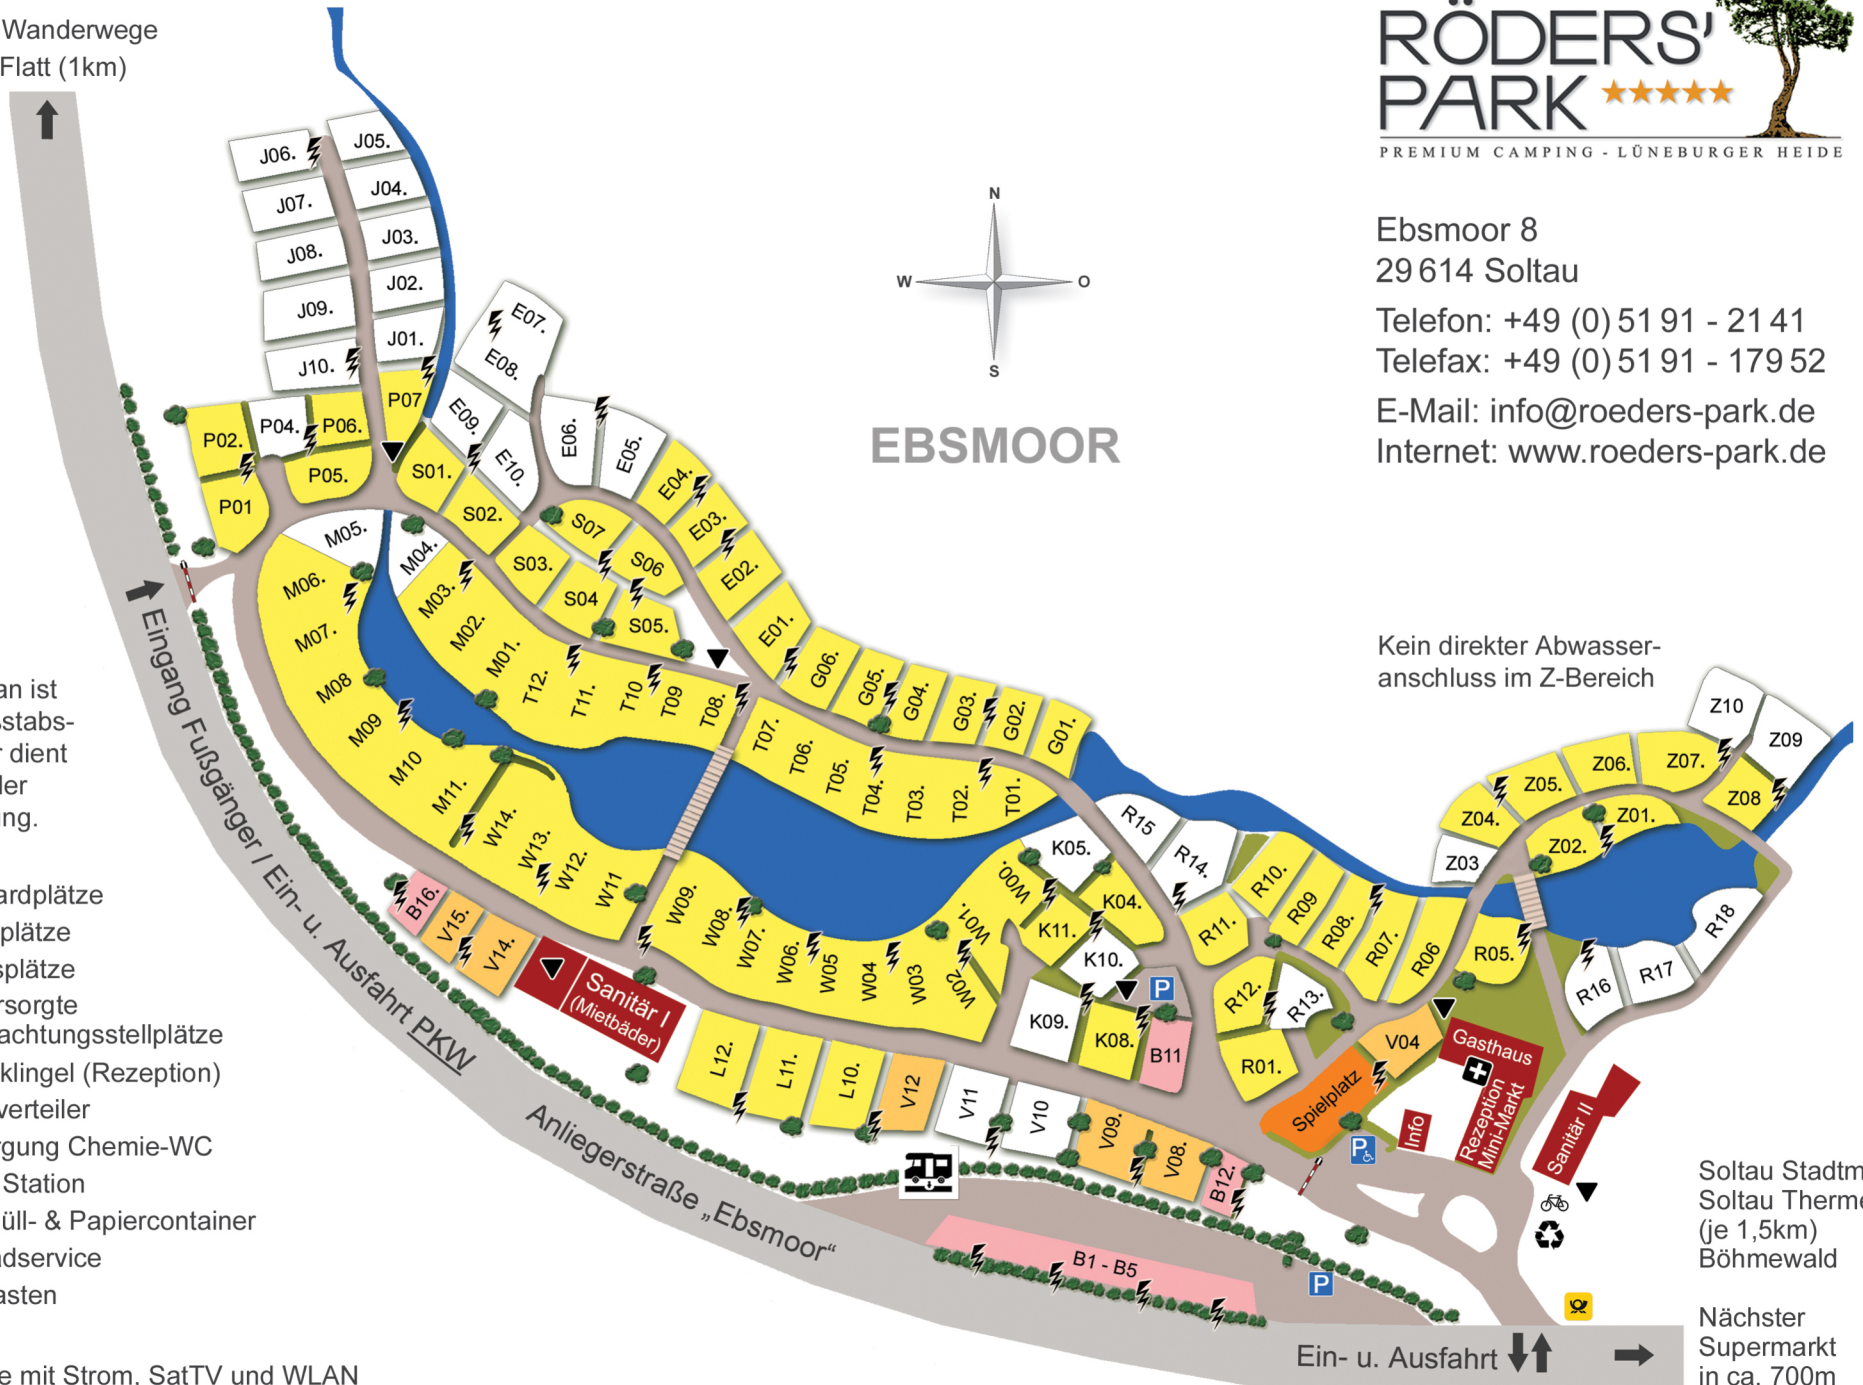 Wanderwege
Flatt (1km)
RÖDERS'
PARK
PREMIUM CAMPING - LÜNEBURGER HEIDE
Ebsmoor 8
29 614 Soltau
Telefon: +49 (0) 51 91 - 21 41
Telefax: +49 (0) 51 91 - 179 52
E-Mail: info@roeders-park.de
Internet: www.roeders-park.de
N
W
O
S
EBSMOOR
J06.
J05.
J07.
J04.
J08.
J03.
J09.
J02.
J10.
J01.
E07.
E08.
P02.
P04.
P06.
P07
P05.
P01
E09.
E10.
E06.
E05.
S01.
S02.
S03.
S04
S05.
S06
S07
E04.
E03.
E02.
E01.
M05.
M04.
M06.
M03.
M07.
M02.
M01.
M08
M09
M10
M11.
T12.
T11.
T10
T09
T08.
T07.
T06.
T05.
T04.
T03.
T02.
T01.
G06.
G05.
G04.
G03.
G02.
G01.
W14.
W13.
W12.
W11
W09.
W08.
W07.
W06.
W05
W04
W03
W02.
W01.
W00.
K05.
K04.
K11.
K10.
K09.
K08.
B11
R15
R14.
R10.
R09
R08.
R07.
R06
R05.
R11.
R12.
R13.
R01.
R16
R17
R18
Kein direkter Abwasser-
anschluss im Z-Bereich
Z10
Z09
Z08
Z07.
Z06.
Z05.
Z04.
Z03
Z02.
Z01.
B16.
V15.
V14.
Sanitär I
(Mietbäder)
L12.
L11.
L10.
V12
V11
V10
V09.
V08.
B12.
V04
Spielplatz
Gasthaus
Rezeption
Mini-Markt
Info
Sanitär II
P
P
P
B1 - B5
Eingang Fußgänger / Ein- u. Ausfahrt PKW
Anliegerstraße „Ebsmoor“
Ein- u. Ausfahrt
an ist
sstabs-
r dient
der
ng.
ardplätze
plätze
splätze
rsorgte
achtungsstellplätze
klingel (Rezeption)
verteiler
rgung Chemie-WC
Station
üll- & Papiercontainer
adservice
asten
e mit Strom, SatTV und WLAN
Soltau Stadtm
Soltau Therme
(je 1,5km)
Böhmewald
Nächster
Supermarkt
in ca. 700m